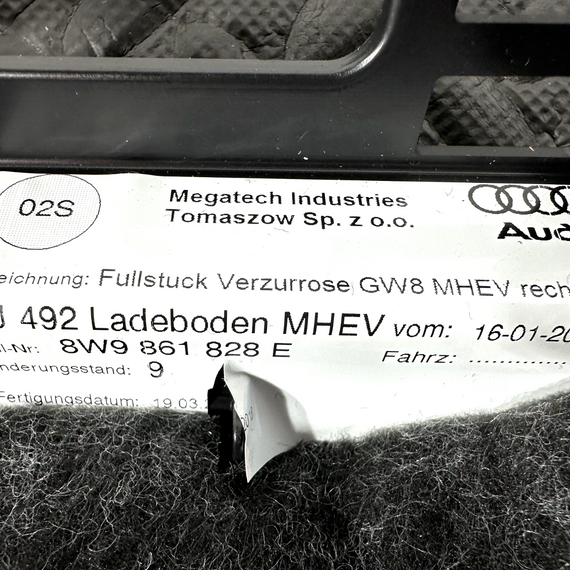 02S
Megatech Industries
Tomaszow Sp. z o.o.
Audi
eichnung: Fullstuck Verzurrose GW8 MHEV rech
J 492 Ladeboden MHEV vom: 16-01-20
l-Nr: 8W9 861 828 E
Fahrz: ..............
nderungsstand: 9
Fertigungsdatum: 19.03